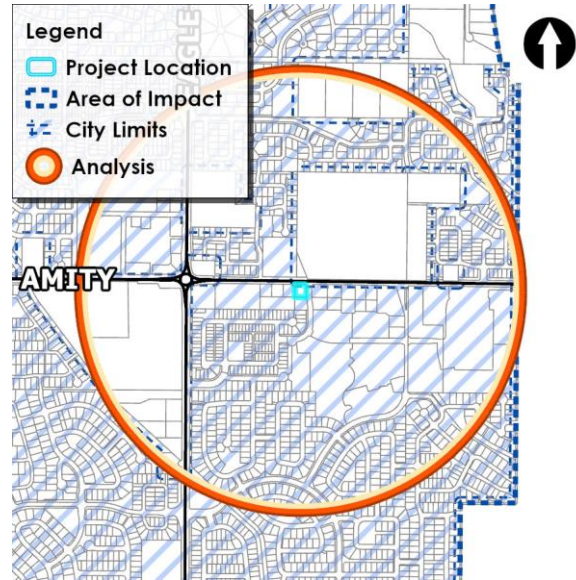 Legend
Project Location
Area of Impact
City Limits
Analysis
AMITY